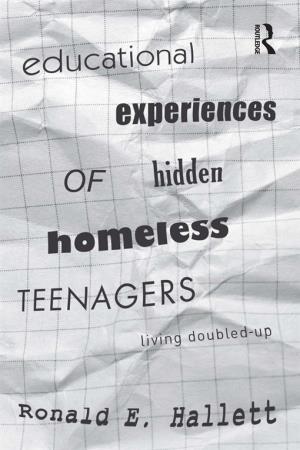 R
ROUTLEDGE
educational
experiences
OF hidden
homeless
TEENAGERS
living doubled-up
Ronald E. Hallett